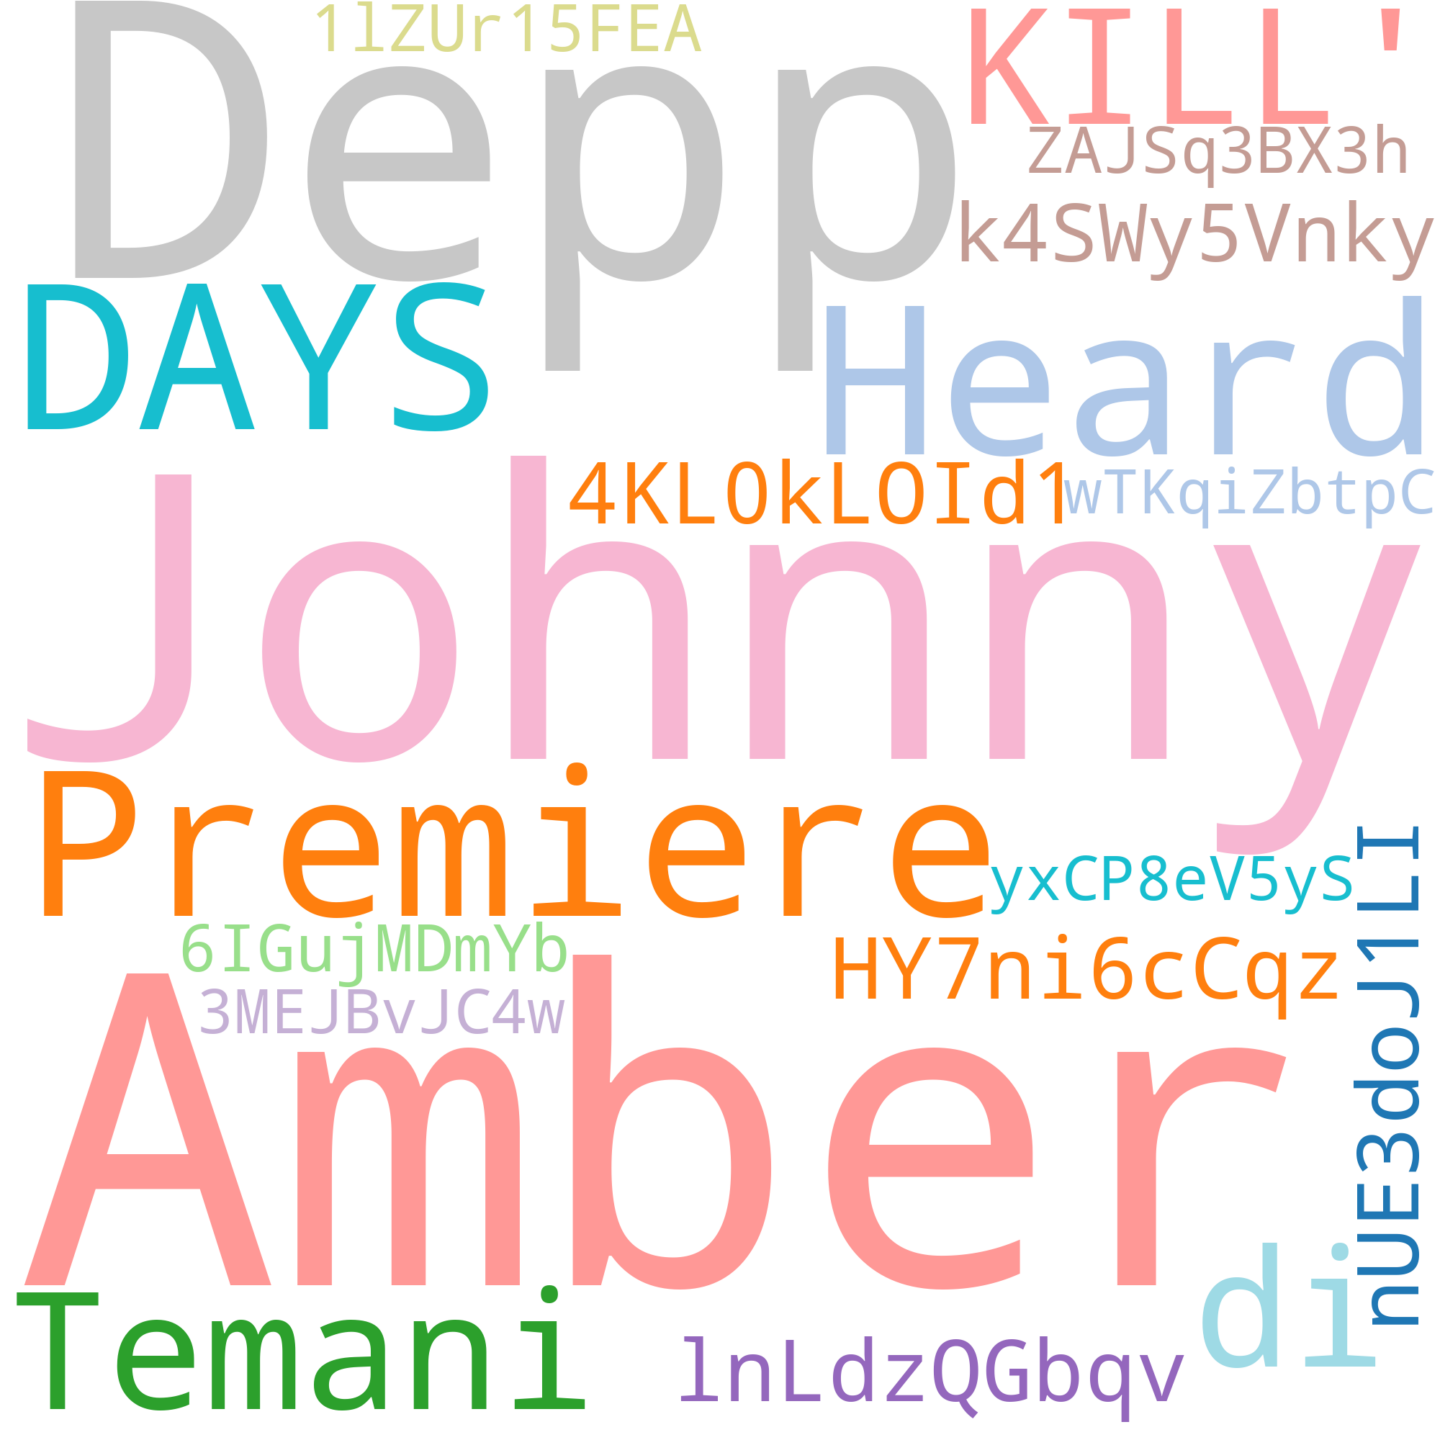 1lZUr15FEA
Depp
KILL'
ZAJSq3BX3h
k4SWy5Vnky
DAYS
Heard
4KL0kLOId1
wTKqiZbtpC
Johnny
Premiere
yxCP8eV5yS
6IGujMDmYb
HY7ni6cCqz
3MEJBvJC4w
nUE3doJ1LI
Amber
di
Temani
lnLdzQGbqv